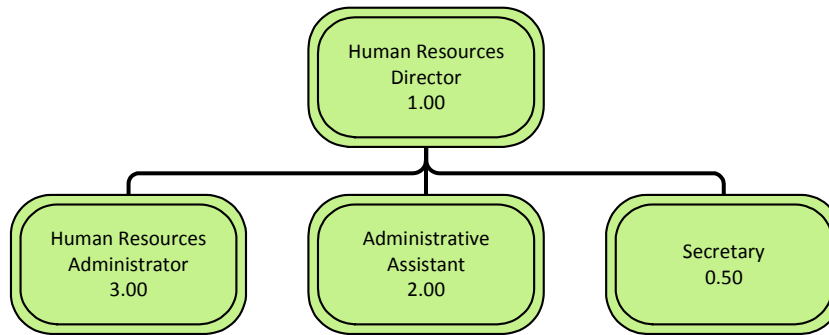 Human Resources
Director
1.00
Human Resources
Administrator
3.00
Administrative
Assistant
2.00
Secretary
0.50